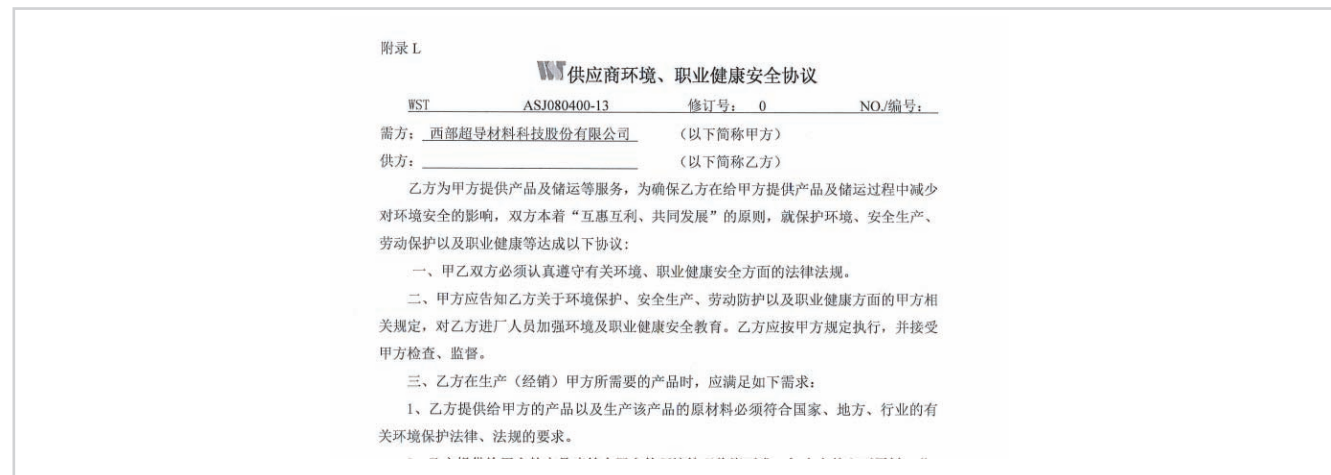 附录 L
WST 供应商环境、职业健康安全协议
WST ASJ080400-13 修订号： 0 NO./编号：
需方：西部超导材料科技股份有限公司 （以下简称甲方）
供方： （以下简称乙方）
乙方为甲方提供产品及储运等服务，为确保乙方在给甲方提供产品及储运过程中减少
对环境安全的影响，双方本着“互惠互利、共同发展”的原则，就保护环境、安全生产、
劳动保护以及职业健康等达成以下协议:
一、甲乙双方必须认真遵守有关环境、职业健康安全方面的法律法规。
二、甲方应告知乙方关于环境保护、安全生产、劳动防护以及职业健康方面的甲方相
关规定，对乙方进厂人员加强环境及职业健康安全教育。乙方应按甲方规定执行，并接受
甲方检查、监督。
三、乙方在生产（经销）甲方所需要的产品时，应满足如下需求：
1、乙方提供给甲方的产品以及生产该产品的原材料必须符合国家、地方、行业的有
关环境保护法律、法规的要求。